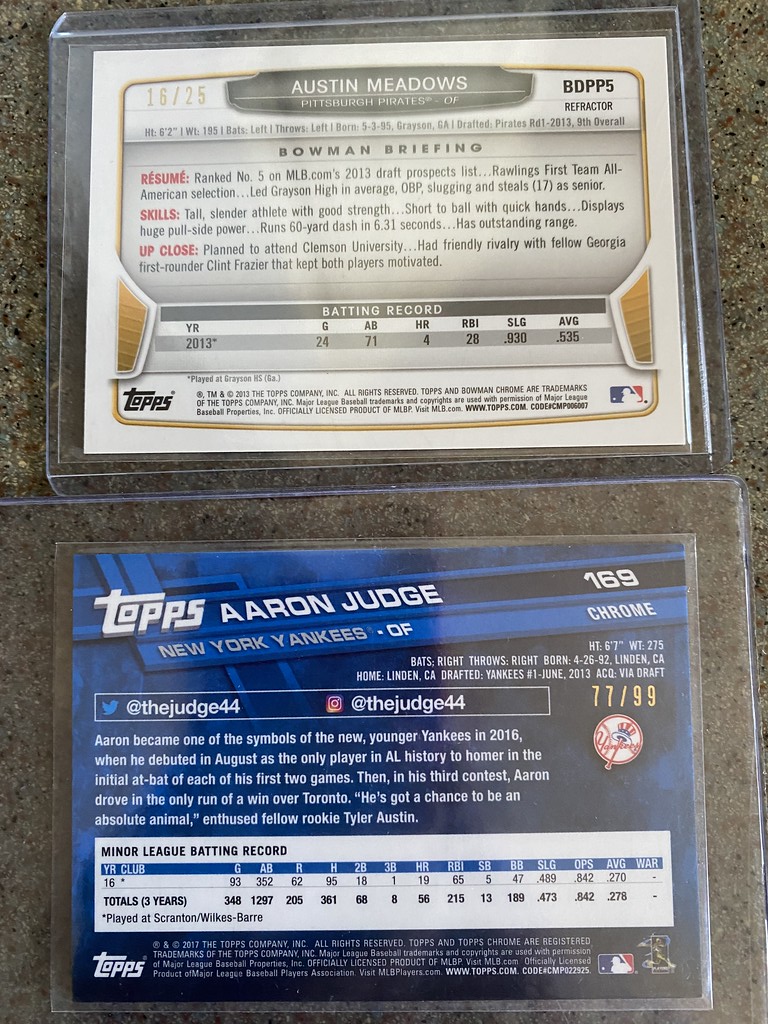 16/25
AUSTIN MEADOWS
PITTSBURGH PIRATES® - OF
BDPP5
REFRACTOR
Ht: 6'2" | Wt: 195 | Bats: Left | Throws: Left | Born: 5-3-95, Grayson, GA | Drafted: Pirates Rd1-2013, 9th Overall
BOWMAN BRIEFING
RÉSUMÉ: Ranked No. 5 on MLB.com's 2013 draft prospects list...Rawlings First Team All-
American selection...Led Grayson High in average, OBP, slugging and steals (17) as senior.
SKILLS: Tall, slender athlete with good strength...Short to ball with quick hands...Displays
huge pull-side power...Runs 60-yard dash in 6.31 seconds...Has outstanding range.
UP CLOSE: Planned to attend Clemson University...Had friendly rivalry with fellow Georgia
first-rounder Clint Frazier that kept both players motivated.
BATTING RECORD
YR G AB HR RBI SLG AVG
2013* 24 71 4 28 .930 .535
*Played at Grayson HS (Ga.)
Topps®
®, TM & © 2013 THE TOPPS COMPANY, INC. ALL RIGHTS RESERVED. TOPPS AND BOWMAN CHROME ARE TRADEMARKS
OF THE TOPPS COMPANY, INC. Major League Baseball trademarks and copyrights are used with permission of Major League
Baseball Properties, Inc. OFFICIALLY LICENSED PRODUCT OF MLBP. Visit MLB.com. WWW.TOPPS.COM. CODE#CMP006007
Topps AARON JUDGE
NEW YORK YANKEES® - OF
169
CHROME
HT: 6'7" WT: 275
BATS: RIGHT THROWS: RIGHT BORN: 4-26-92, LINDEN, CA
HOME: LINDEN, CA DRAFTED: YANKEES #1-JUNE, 2013 ACQ: VIA DRAFT
@thejudge44 @thejudge44
77/99
Yankees
Aaron became one of the symbols of the new, younger Yankees in 2016,
when he debuted in August as the only player in AL history to homer in the
initial at-bat of each of his first two games. Then, in his third contest, Aaron
drove in the only run of a win over Toronto. “He's got a chance to be an
absolute animal,” enthused fellow rookie Tyler Austin.
MINOR LEAGUE BATTING RECORD
YR CLUB G AB R H 2B 3B HR RBI SB BB SLG OPS AVG WAR
16 * 93 352 62 95 18 1 19 65 5 47 .489 .842 .270 -
TOTALS (3 YEARS) 348 1297 205 361 68 8 56 215 13 189 .473 .842 .278 -
*Played at Scranton/Wilkes-Barre
Topps
® & © 2017 THE TOPPS COMPANY, INC. ALL RIGHTS RESERVED. TOPPS AND TOPPS CHROME ARE REGISTERED
TRADEMARKS OF THE TOPPS COMPANY, INC. Major League Baseball trademarks and copyrights are used with permission
of Major League Baseball Properties, Inc. OFFICIALLY LICENSED PRODUCT OF MLBP. Visit MLB.com Officially Licensed
Product of Major League Baseball Players Association. Visit MLBPlayers.com. WWW.TOPPS.COM. CODE#CMP022925.